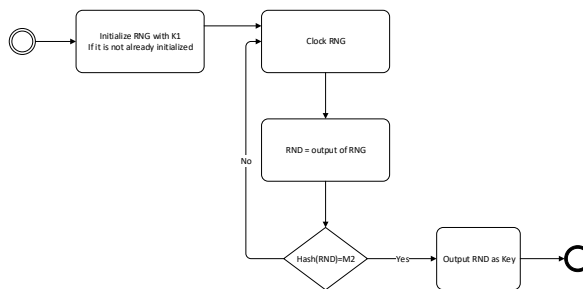 Initialize RNG with K1
If it is not already initialized
Clock RNG
RND = output of RNG
No
Hash(RND)=M2
Yes
Output RND as Key